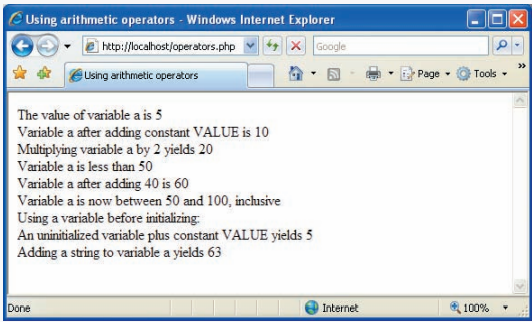 Using arithmetic operators - Windows Internet Explorer
http://localhost/operators.php
Google
Using arithmetic operators
Page
Tools
The value of variable a is 5
Variable a after adding constant VALUE is 10
Multiplying variable a by 2 yields 20
Variable a is less than 50
Variable a after adding 40 is 60
Variable a is now between 50 and 100, inclusive
Using a variable before initializing:
An uninitialized variable plus constant VALUE yields 5
Adding a string to variable a yields 63
Done
Internet
100%